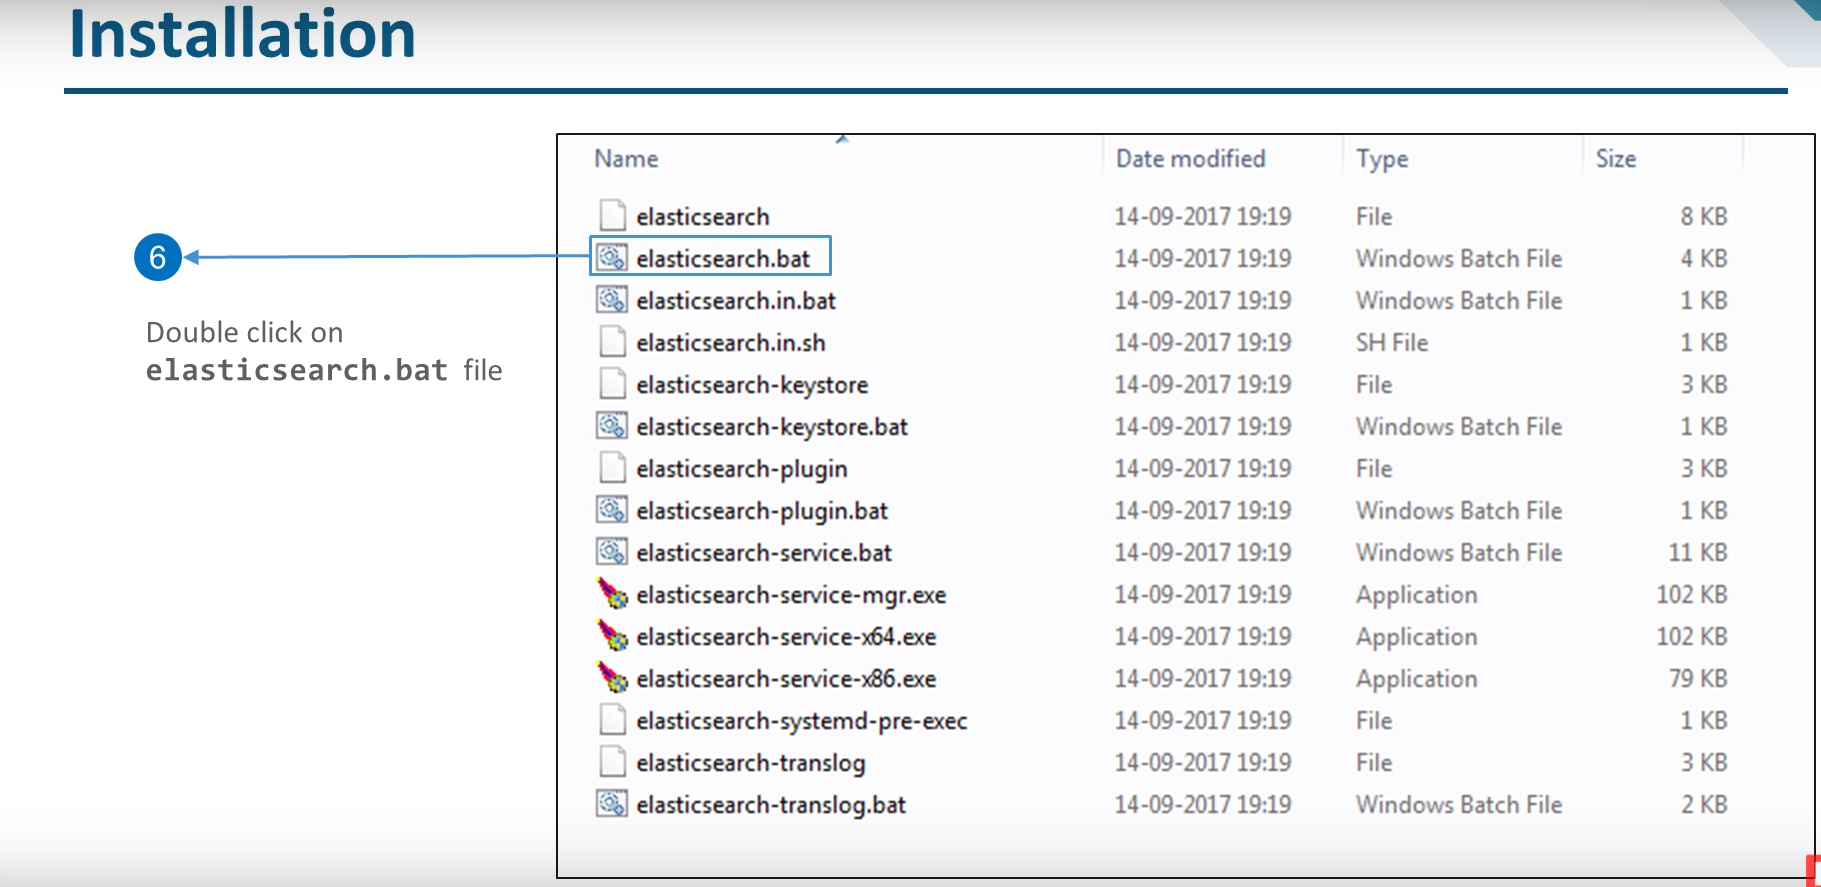 Installation
Name Date modified Type Size
elasticsearch 14-09-2017 19:19 File 8 KB
6 elasticsearch.bat 14-09-2017 19:19 Windows Batch File 4 KB
elasticsearch.in.bat 14-09-2017 19:19 Windows Batch File 1 KB
Double click on
elasticsearch.bat file
elasticsearch.in.sh 14-09-2017 19:19 SH File 1 KB
elasticsearch-keystore 14-09-2017 19:19 File 3 KB
elasticsearch-keystore.bat 14-09-2017 19:19 Windows Batch File 1 KB
elasticsearch-plugin 14-09-2017 19:19 File 3 KB
elasticsearch-plugin.bat 14-09-2017 19:19 Windows Batch File 1 KB
elasticsearch-service.bat 14-09-2017 19:19 Windows Batch File 11 KB
elasticsearch-service-mgr.exe 14-09-2017 19:19 Application 102 KB
elasticsearch-service-x64.exe 14-09-2017 19:19 Application 102 KB
elasticsearch-service-x86.exe 14-09-2017 19:19 Application 79 KB
elasticsearch-systemd-pre-exec 14-09-2017 19:19 File 1 KB
elasticsearch-translog 14-09-2017 19:19 File 3 KB
elasticsearch-translog.bat 14-09-2017 19:19 Windows Batch File 2 KB